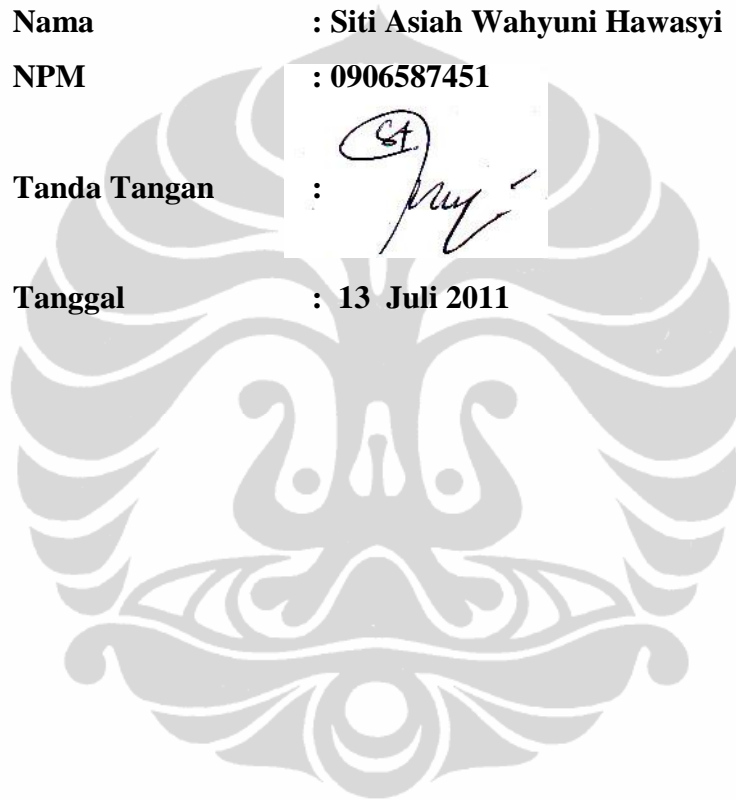 Nama : Siti Asiah Wahyuni Hawasyi
NPM : 0906587451
Tanda Tangan :
Tanggal : 13 Juli 2011